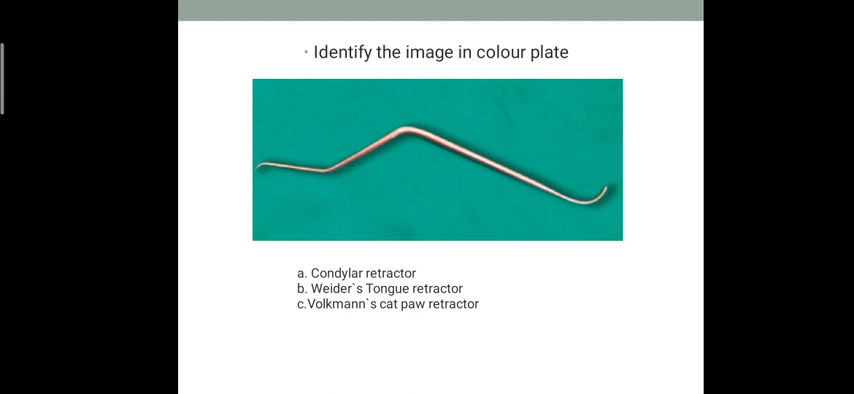 • Identify the image in colour plate
a. Condylar retractor
b. Weider`s Tongue retractor
c.Volkmann`s cat paw retractor